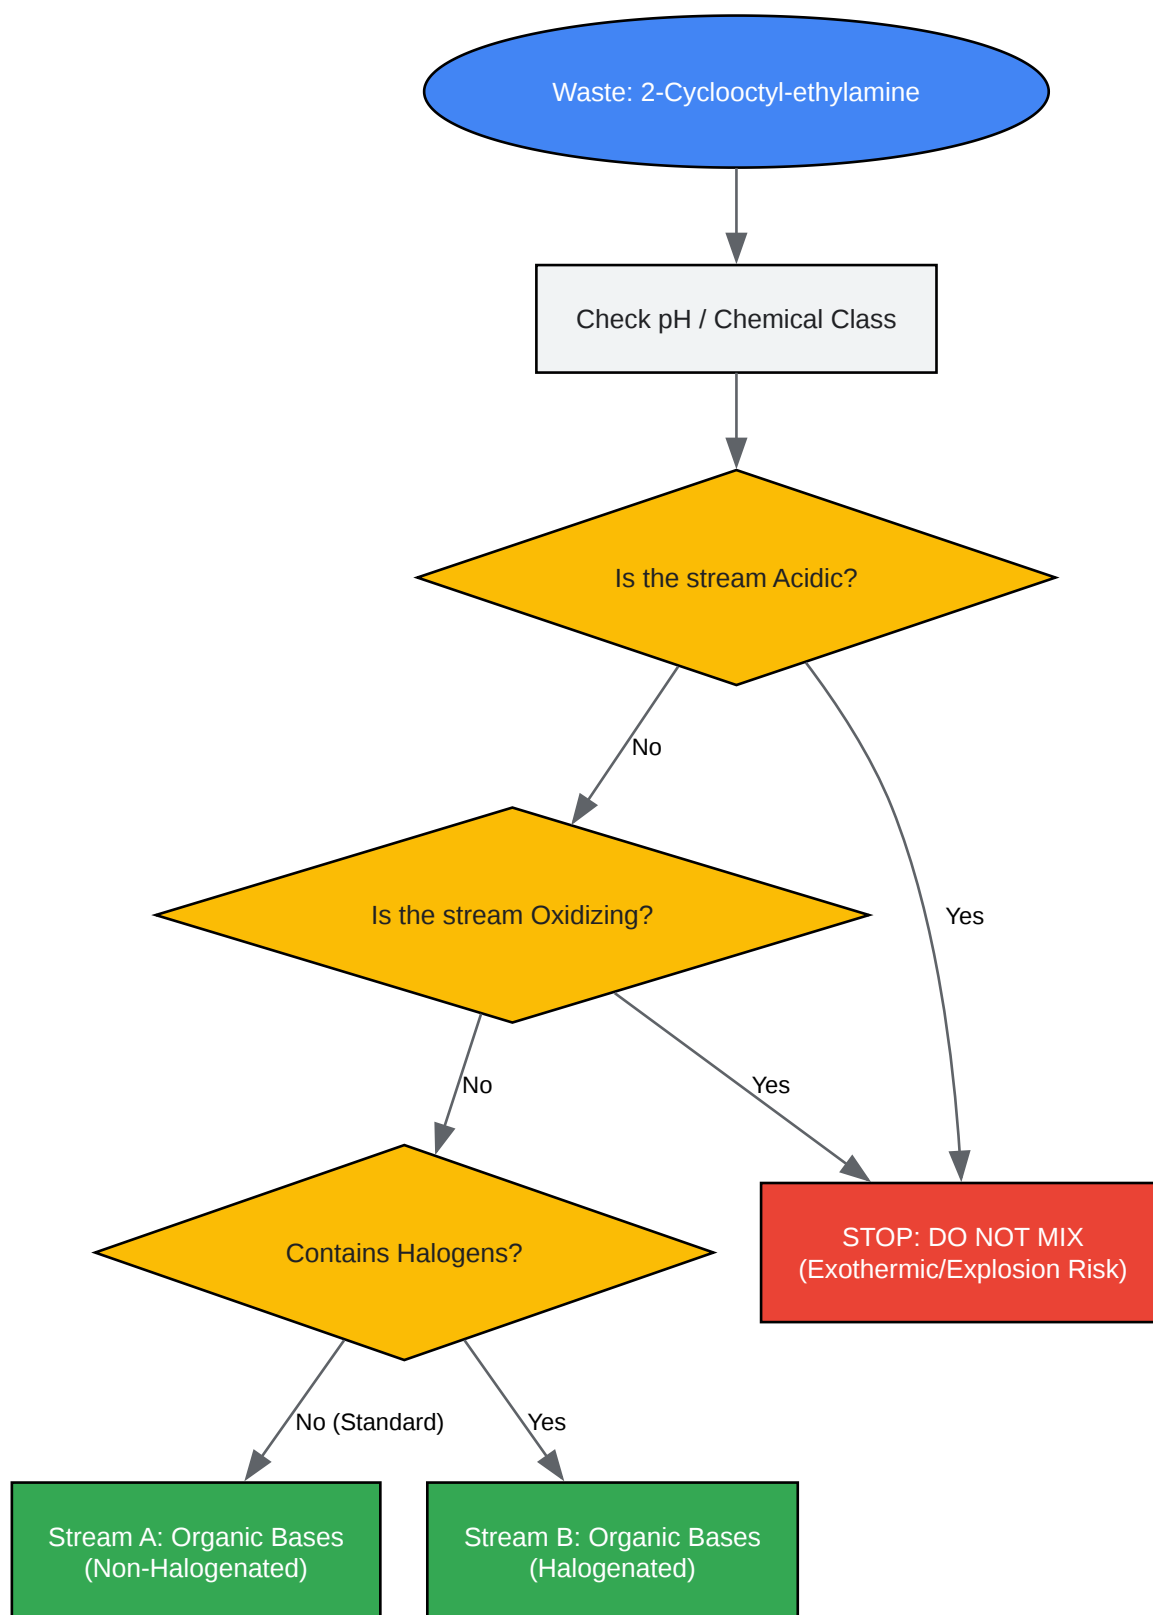 Waste: 2-Cyclooctyl-ethylamine
Check pH / Chemical Class
Is the stream Acidic?
No
Is the stream Oxidizing?
Yes
No
Yes
Contains Halogens?
STOP: DO NOT MIX
(Exothermic/Explosion Risk)
No (Standard)
Yes
Stream A: Organic Bases
(Non-Halogenated)
Stream B: Organic Bases
(Halogenated)